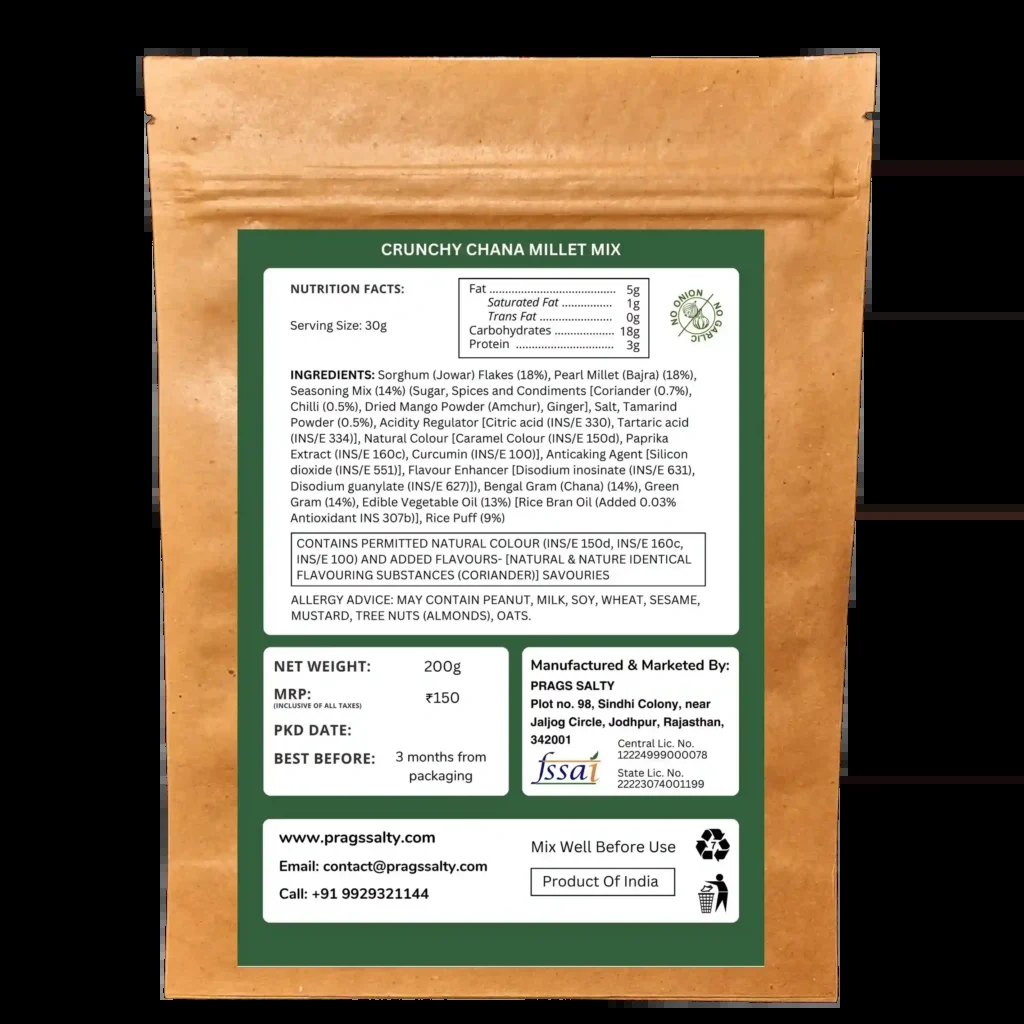 CRUNCHY CHANA MILLET MIX
NUTRITION FACTS:
Serving Size: 30g
Fat ....................................... 5g
Saturated Fat ................ 1g
Trans Fat ....................... 0g
Carbohydrates ................... 18g
Protein ............................... 3g
NO ONION NO GARLIC
INGREDIENTS: Sorghum (Jowar) Flakes (18%), Pearl Millet (Bajra) (18%),
Seasoning Mix (14%) (Sugar, Spices and Condiments [Coriander (0.7%),
Chilli (0.5%), Dried Mango Powder (Amchur), Ginger], Salt, Tamarind
Powder (0.5%), Acidity Regulator [Citric acid (INS/E 330), Tartaric acid
(INS/E 334)], Natural Colour [Caramel Colour (INS/E 150d), Paprika
Extract (INS/E 160c), Curcumin (INS/E 100)], Anticaking Agent [Silicon
dioxide (INS/E 551)], Flavour Enhancer [Disodium inosinate (INS/E 631),
Disodium guanylate (INS/E 627)]), Bengal Gram (Chana) (14%), Green
Gram (14%), Edible Vegetable Oil (13%) [Rice Bran Oil (Added 0.03%
Antioxidant INS 307b)], Rice Puff (9%)
CONTAINS PERMITTED NATURAL COLOUR (INS/E 150d, INS/E 160c,
INS/E 100) AND ADDED FLAVOURS- [NATURAL & NATURE IDENTICAL
FLAVOURING SUBSTANCES (CORIANDER)] SAVOURIES
ALLERGY ADVICE: MAY CONTAIN PEANUT, MILK, SOY, WHEAT, SESAME,
MUSTARD, TREE NUTS (ALMONDS), OATS.
NET WEIGHT: 200g
MRP: ₹150
(INCLUSIVE OF ALL TAXES)
PKD DATE:
BEST BEFORE: 3 months from
packaging
Manufactured & Marketed By:
PRAGS SALTY
Plot no. 98, Sindhi Colony, near
Jaljog Circle, Jodhpur, Rajasthan,
342001
fssai
Central Lic. No.
12224999000078
State Lic. No.
22223074001199
www.pragssalty.com
Email: contact@pragssalty.com
Call: +91 9929321144
Mix Well Before Use
Product Of India
7